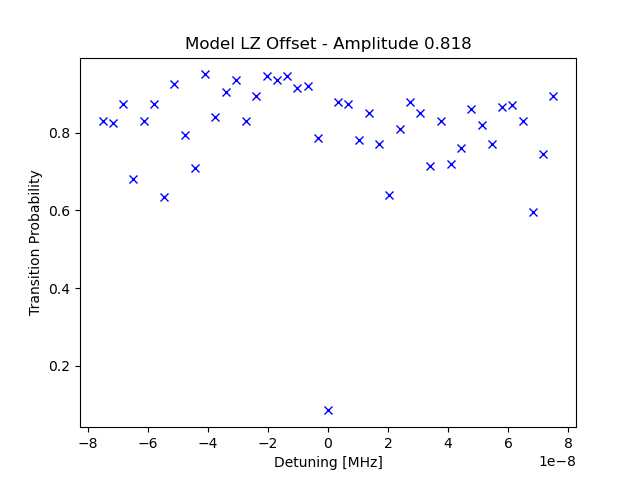 Model LZ Offset - Amplitude 0.818
Transition Probability
0.8
0.6
0.4
0.2
−8 −6 −4 −2 0 2 4 6 8
1e−8
Detuning [MHz]